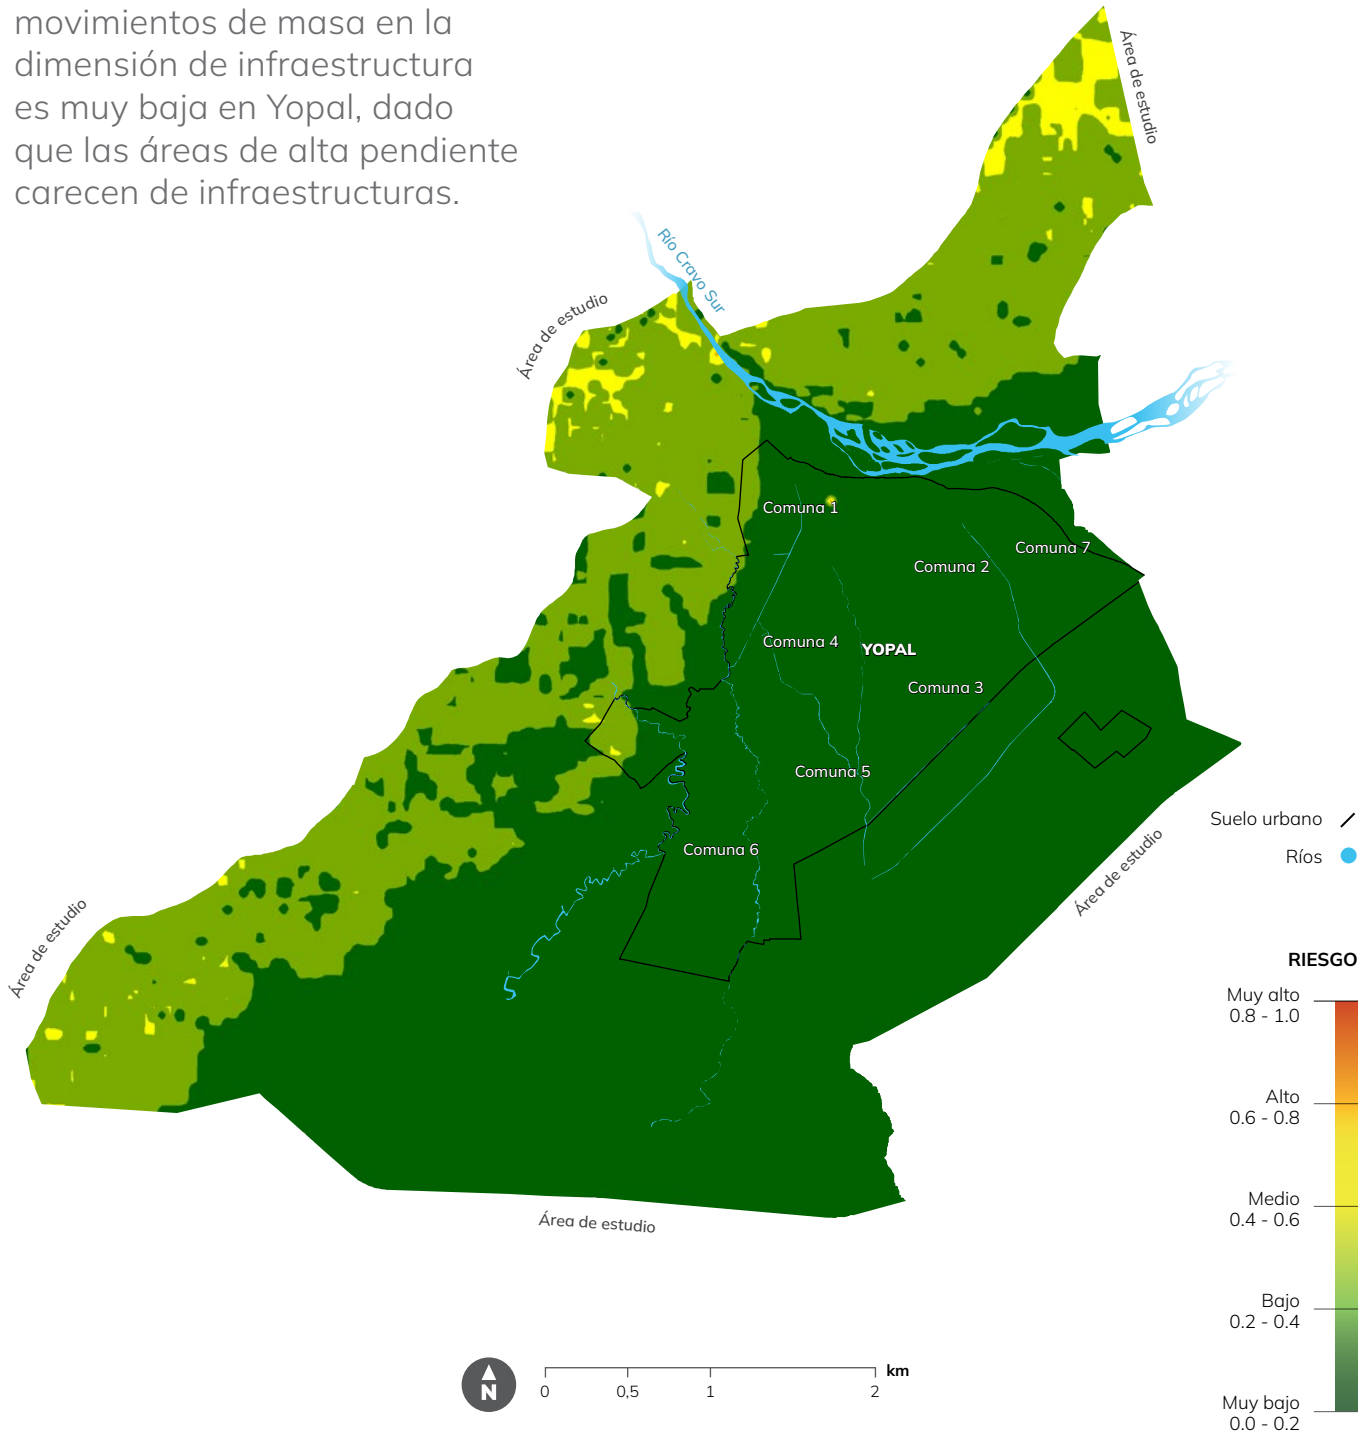 movimientos de masa en la
dimensión de infraestructura
es muy baja en Yopal, dado
que las áreas de alta pendiente
carecen de infraestructuras.
Área de estudio
Río Cravo Sur
Área de estudio
Comuna 1
Comuna 7
Comuna 2
Comuna 4
YOPAL
Comuna 3
Comuna 5
Suelo urbano
Comuna 6
Ríos
Área de estudio
Área de estudio
RIESGO
Muy alto
0.8 - 1.0
Alto
0.6 - 0.8
Medio
0.4 - 0.6
Área de estudio
Bajo
0.2 - 0.4
Muy bajo
0.0 - 0.2
N
km
0 0,5 1 2